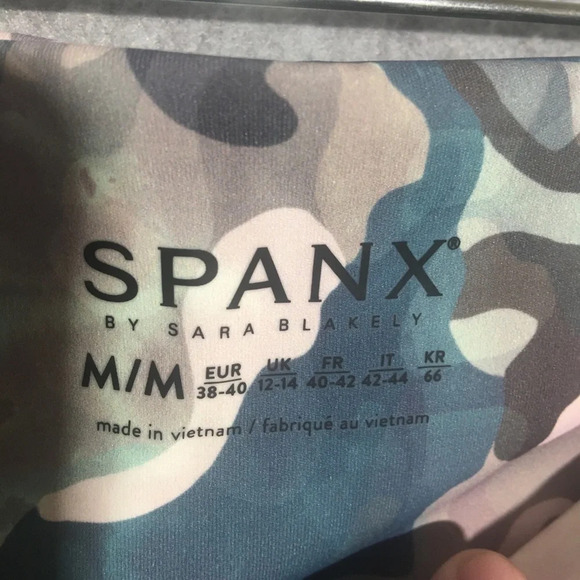 SPANX®
BY SARA BLAKELY
M/M EUR 38-40 UK 12-14 FR 40-42 IT 42-44 KR 66
made in vietnam / fabriqué au vietnam